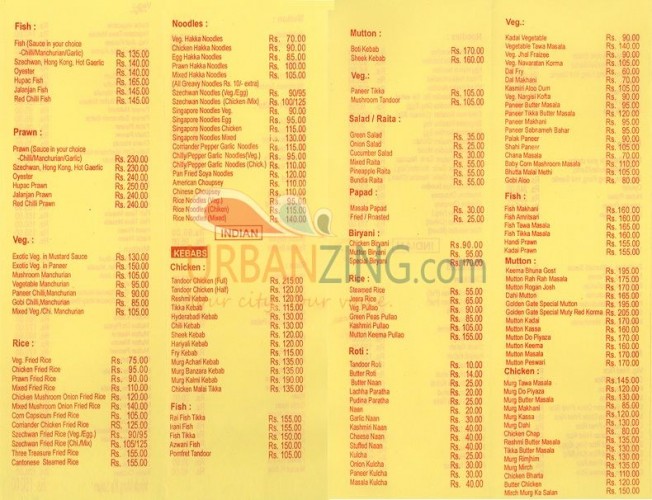 Fish :
Fish (Sauce in your choice
-Chilli/Manchurian/Garlic) Rs. 135.00
Szechwan, Hong Kong, Hot Gaerlic Rs. 140.00
Oyester Rs. 140.00
Hupac Fish Rs. 165.00
Jalanjan Fish Rs. 145.00
Red Chilli Fish Rs. 145.00
Prawn :
Prawn (Sauce in your choice
-Chilli/Manchurian/Garlic) Rs. 230.00
Szechwan, Hong Kong, Hot Gaerlic Rs. 230.00
Oyester Rs. 240.00
Hupac Prawn Rs. 250.00
Jalanjan Prawn Rs. 240.00
Red Chilli Prawn Rs. 240.00
Veg. :
Exotic Veg. in Mustard Sauce Rs. 130.00
Exotic Veg. in Paneer Rs. 150.00
Mushroom Manchurian Rs. 105.00
Vegetable Manchurian Rs. 95.00
Paneer Chilli,Manchurian Rs. 90.00
Gobi Chilli,Manchurian Rs. 85.00
Mixed Veg./Chi. Manchurian Rs. 105.00
Rice :
Veg. Fried Rice Rs. 75.00
Chicken Fried Rice Rs. 95.00
Prawn Fried Rice Rs. 90.00
Mixed Fried Rice Rs. 110.00
Chicken Mushroom Onion Fried Rice Rs. 120.00
Mixed Mushroom Onion Fried Rice Rs. 140.00
Corn Capsicum Fried Rice Rs. 105.00
Corriander Chicken Fried Rice Rs. 125.00
Szechwan Fried Rice (Veg./Egg.) Rs. 90/95
Szechwan Fried Rice (Chi./Mix) Rs. 105/125
Three Treasure Fried Rice Rs. 155.00
Cantonese Steamed Rice Rs. 155.00
Noodles :
Veg. Hakka Noodles Rs. 70.00
Chicken Hakka Noodles Rs. 90.00
Egg Hakka Noodles Rs. 85.00
Prawn Hakka Noodles Rs. 100.00
Mixed Hakka Noodles Rs. 105.00
(All Greavy Noodles Rs. 10/- extra)
Szechwan Noodles (Veg./Egg) Rs. 90/95
Szechwan Noodles (Chicken /Mix) Rs. 100/125
Singapore Noodles Veg. Rs. 90.00
Singapore Noodles Egg Rs. 95.00
Singapore Noodles Chicken Rs. 115.00
Singapore Noodles Mixed 130.00
Corriander Pepper Garlic Noodles Rs. 115.00
Chilly/Pepper Garlic Noodles(Veg.) Rs. 95.00
Chilly/Pepper Garlic Noodles (Chick.) Rs. 110.00
Pan Fried Soya Noodles Rs. 120.00
American Choupsey Rs. 110.00
Chinese Choupsey Rs. 110.00
Rice Noodles (Veg.) Rs. 95.00
Rice Noodles (Chiken) Rs. 115.00
Rice Noodles (Mixed) Rs. 140.00
INDIAN
KEBABS
Chicken :
Tandoor Chicken (Full) Rs. 215.00
Tandoor Chicken (Half) Rs. 120.00
Reshmi Kebab Rs. 120.00
Tikka Kebab Rs. 115.00
Hyderabadi Kebab Rs. 130.00
Chili Kebab Rs. 130.00
Sheek Kebab Rs. 120.00
Hariyali Kebab Rs. 120.00
Fry Kebab Rs. 115.00
Murg Achari Kebab Rs. 135.00
Murg Banzara Kebab Rs. 135.00
Murg Kalmi Kebab Rs. 190.00
Chicken Malai Tikka Rs. 135.00
Fish :
Rai Fish Tikka Rs. 155.00
Irani Fish Rs. 155.00
Fish Tikka Rs. 150.00
Azwani Fish Rs. 150.00
Pomfrnt Tandoor Rs. 105.00
Mutton :
Boti Kebab Rs. 170.00
Sheek Kebab Rs. 160.00
Veg.:
Paneer Tikka Rs. 105.00
Mushroom Tandoor Rs. 105.00
Salad / Raita :
Green Salad Rs. 35.00
Onion Salad Rs. 25.00
Cucumber Salad Rs. 30.00
Mixed Raita Rs. 55.00
Pineapple Raita Rs. 55.00
Bundia Raita Rs. 55.00
Papad :
Masala Papad Rs. 30.00
Fried / Roasted Rs. 25.00
Biryani :
Chicken Biryani Rs.90.00
Biryani Rs. 95.00
Special Biryani Rs. 170.00
Rice :
Steamed Rice Rs. 55.00
Jeera Rice Rs. 65.00
Veg. Pullao Rs. 90.00
Green Peas Pullao Rs. 85.00
Kashmiri Pullao Rs. 105.00
Mutton Keema Pullao Rs. 155.00
Roti :
Tandoor Roti Rs. 10.00
Butter Roti Rs. 14.00
Butter Naan Rs. 25.00
Lachha Paratha Rs. 20.00
Pudina Paratha Rs. 25.00
Naan Rs. 20.00
Garlic Naan Rs. 30.00
Kashmiri Naan Rs. 40.00
Cheese Naan Rs. 40.00
Stuffed Naan Rs. 40.00
Kulcha Rs. 25.00
Onion Kulcha Rs. 30.00
Paneer Kulcha Rs. 40.00
Masala Kulcha Rs. 40.00
Veg.:
Kadai Vegetable Rs. 90.00
Vegetable Tawa Masala Rs. 140.00
Veg. Jhal Fraizee Rs. 90.00
Veg. Navaratan Korma Rs. 105.00
Dal Fry Rs. 60.00
Dal Makhani Rs. 70.00
Kasmiri Aloo Dum Rs. 90.00
Veg. Nargisi Kofta Rs. 90.00
Paneer Butter Masala Rs. 95.00
Paneer Tikka Butter Masala Rs. 120.00
Paneer Makhani Rs. 95.00
Paneer Sabnameh Bahar Rs. 95.00
Palak Paneer Rs. 90.00
Shahi Paneer Rs. 105.00
Chana Masala Rs. 70.00
Baby Corn Mushroom Masala Rs. 110.00
Bhutta Malai Methi Rs. 105.00
Gobi Aloo Rs. 80.00
Fish :
Fish Makhani Rs.160.00
Fish Amritsari Rs. 160.00
Fish Tawa Masala Rs. 165.00
Fish Tikka Masala Rs. 165.00
Handi Prawn Rs. 155.00
Kadai Prawn Rs. 155.00
Mutton :
Keema Bhuna Gost Rs. 195.00
Mutton Rah Rah Masala Rs. 175.00
Mutton Rogan Josh Rs. 170.00
Dahi Mutton Rs. 165.00
Golden Gate Special Mutton Rs. 190.00
Golden Gate Special Muty Red Korma Rs. 205.00
Mutton Kadai Rs. 170.00
Mutton Kassa Rs. 160.00
Mutton Do Piyaza Rs. 170.00
Mutton Keema Rs. 160.00
Mutton Masala Rs. 170.00
Mutton Peswari Rs. 170.00
Chicken :
Murg Tawa Masala Rs.145.00
Murg Do Piyaza Rs. 120.00
Murg Butter Masala Rs. 130.00
Murg Makhani Rs. 85.00
Murg Kassa Rs. 120.00
Murg Dahi Rs. 130.00
Chicken Chap Rs. 80.00
Reshmi Butter Masala Rs. 135.00
Tikka Butter Masala Rs. 130.00
Murg Rimjhim Rs. 130.00
Murg Mirch Rs. 135.00
Chicken Bharta Rs. 110.00
Butter Chicken Rs. 120.00
Mirch Murg Ka Salan Rs. 150.00
URBANZING.com
your city. your voice.